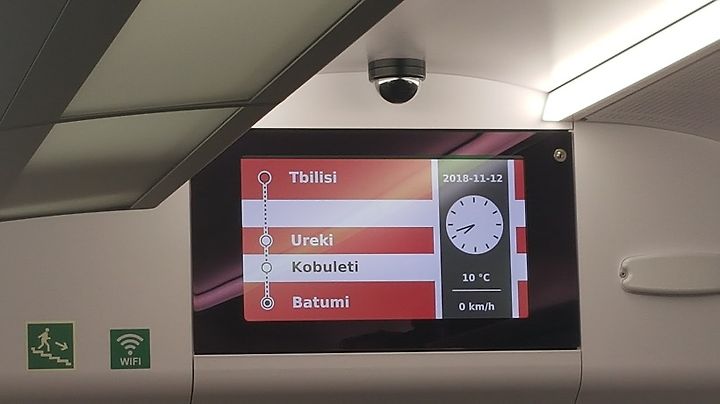 Tbilisi
Ureki
Kobuleti
Batumi
2018-11-12
10 °C
0 km/h
WIFI